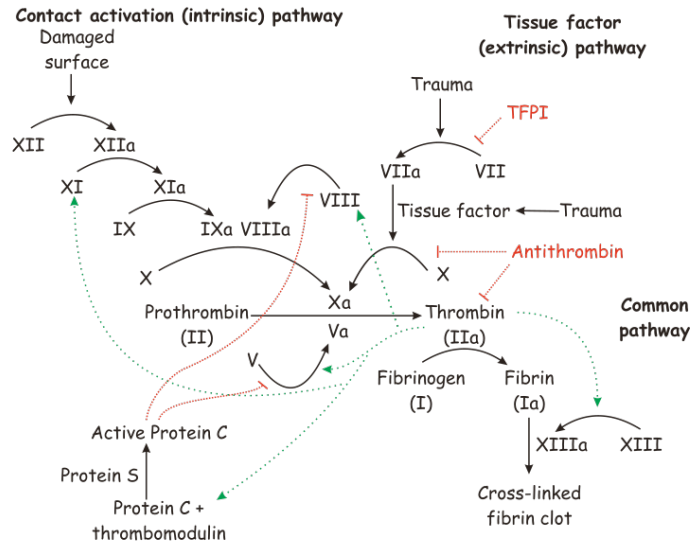 Contact activation (intrinsic) pathway
Damaged
surface
Tissue factor
(extrinsic) pathway
Trauma
TFPI
XII
XIIa
VIIa
VII
XI
XIa
VIII
Tissue factor
Trauma
IX
IXa
VIIIa
Antithrombin
X
X
Xa
Prothrombin
(II)
Va
Thrombin
(IIa)
Common
pathway
V
Fibrinogen
(I)
Fibrin
(Ia)
Active Protein C
XIIIa
XIII
Protein S
Protein C +
thrombomodulin
Cross-linked
fibrin clot